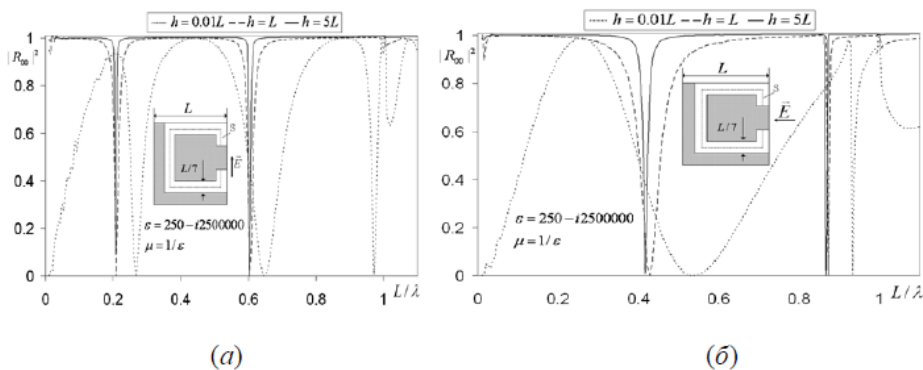 h = 0.01L h = L h = 5L
|R₀₀|²
1
0.8
0.6
0.4
0.2
0
L
S
L/7
E⃗
ε = 250 − i2500000
μ = 1/ε
0 0.2 0.4 0.6 0.8 1 L/λ
(а)
h = 0.01L h = L h = 5L
|R₀₀|²
1
0.8
0.6
0.4
0.2
0
L
S
E⃗
L/7
ε = 250 − i2500000
μ = 1/ε
0 0.2 0.4 0.6 0.8 1 L/λ
(б)